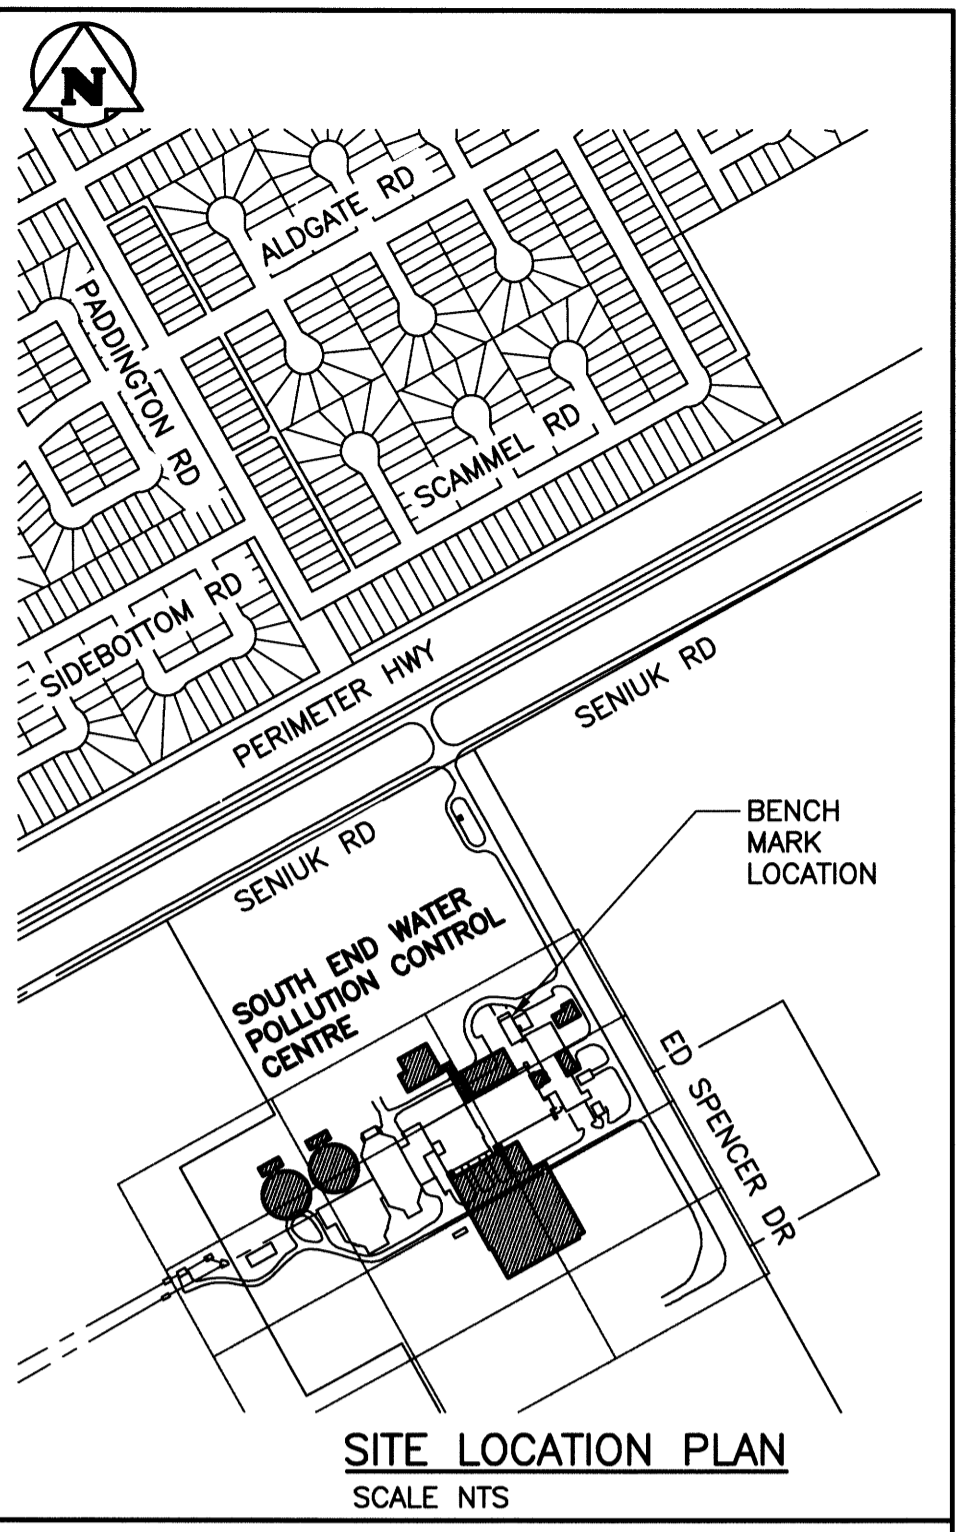 N
ALDGATE RD
PADDINGTON RD
SCAMMEL RD
SIDEBOTTOM RD
PERIMETER HWY
SENIUK RD
SENIUK RD
BENCH
MARK
LOCATION
SOUTH END WATER
POLLUTION CONTROL
CENTRE
ED SPENCER DR
SITE LOCATION PLAN
SCALE NTS